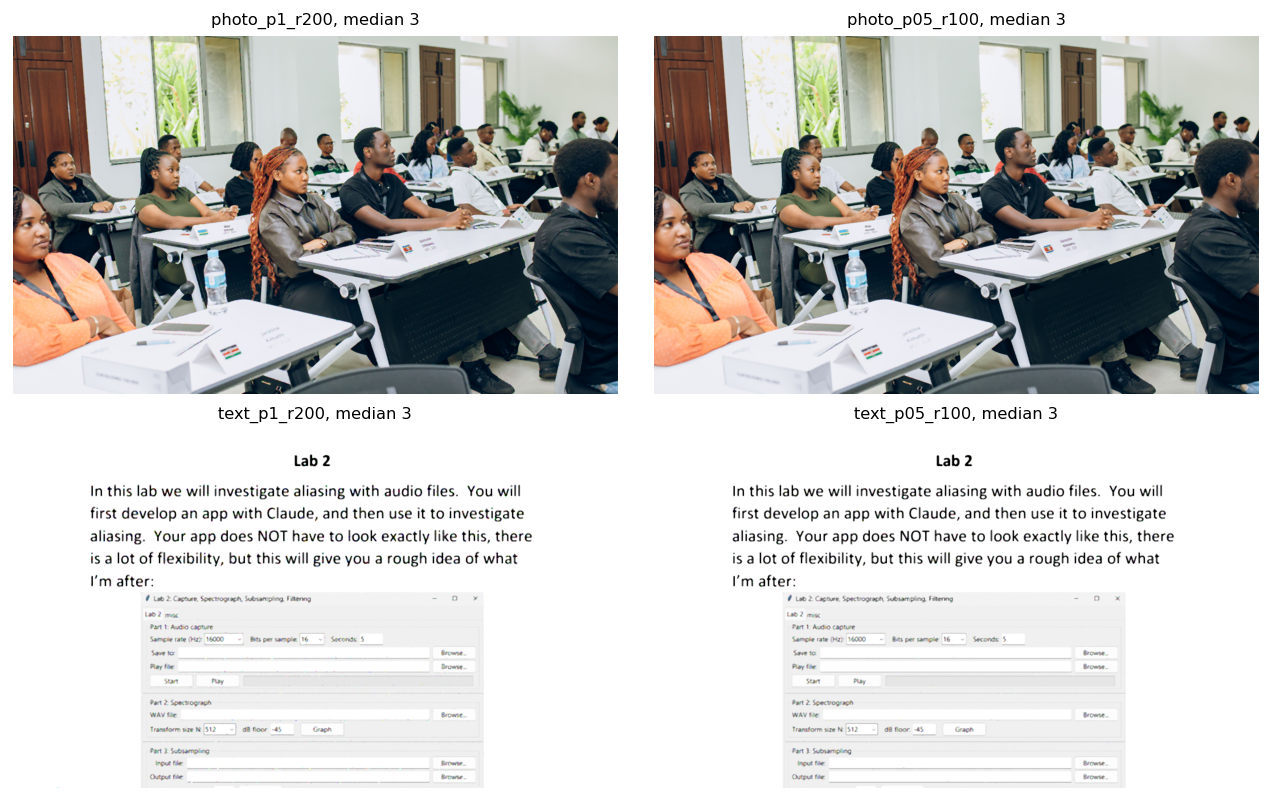 photo_p1_r200, median 3
photo_p05_r100, median 3
text_p1_r200, median 3
Lab 2
In this lab we will investigate aliasing with audio files.  You will
first develop an app with Claude, and then use it to investigate
aliasing.  Your app does NOT have to look exactly like this, there
is a lot of flexibility, but this will give you a rough idea of what
I'm after:
Lab 2: Capture, Spectrograph, Subsampling, Filtering
Lab 2 misc
Part 1: Audio capture
Sample rate (Hz): 16000 Bits per sample: 16 Seconds: 5
Save to: Browse...
Play file: Browse...
Start Play
Part 2: Spectrograph
WAV file: Browse...
Transform size N: 512 dB floor: -45 Graph
Part 3: Subsampling
Input file: Browse...
Output file: Browse...
text_p05_r100, median 3
Lab 2
In this lab we will investigate aliasing with audio files.  You will
first develop an app with Claude, and then use it to investigate
aliasing.  Your app does NOT have to look exactly like this, there
is a lot of flexibility, but this will give you a rough idea of what
I'm after:
Lab 2: Capture, Spectrograph, Subsampling, Filtering
Lab 2 misc
Part 1: Audio capture
Sample rate (Hz): 16000 Bits per sample: 16 Seconds: 5
Save to: Browse...
Play file: Browse...
Start Play
Part 2: Spectrograph
WAV file: Browse...
Transform size N: 512 dB floor: -45 Graph
Part 3: Subsampling
Input file: Browse...
Output file: Browse...